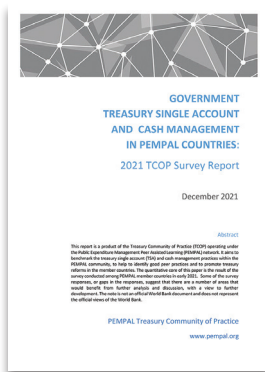 GOVERNMENT
TREASURY SINGLE ACCOUNT
AND CASH MANAGEMENT
IN PEMPAL COUNTRIES:
2021 TCOP Survey Report
December 2021
Abstract
This report is a product of the Treasury Community of Practice (TCOP) operating under
the Public Expenditure Management Peer Assisted Learning (PEMPAL) network. It aims to
benchmark the treasury single account (TSA) and cash management practices within the
PEMPAL community, to help to identify good peer practices and to promote treasury
reforms in the member countries. The quantitative core of this paper is the result of the
survey conducted among PEMPAL member countries in early 2021. Some of the survey
responses, or gaps in the responses, suggest that there are a number of areas that
would benefit from further analysis and discussion, with a view to further
development. The note is not an official World Bank document and does not represent
the official views of the World Bank.
PEMPAL Treasury Community of Practice
www.pempal.org